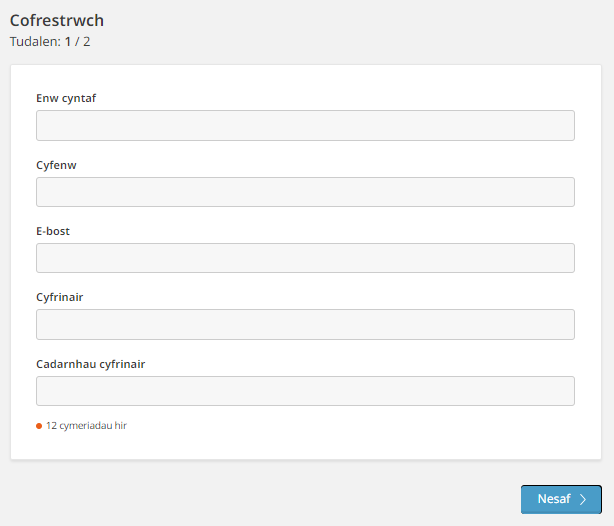 Cofrestrwch
Tudalen: 1 / 2
Enw cyntaf
Cyfenw
E-bost
Cyfrinair
Cadarnhau cyfrinair
12 cymeriadau hir
Nesaf